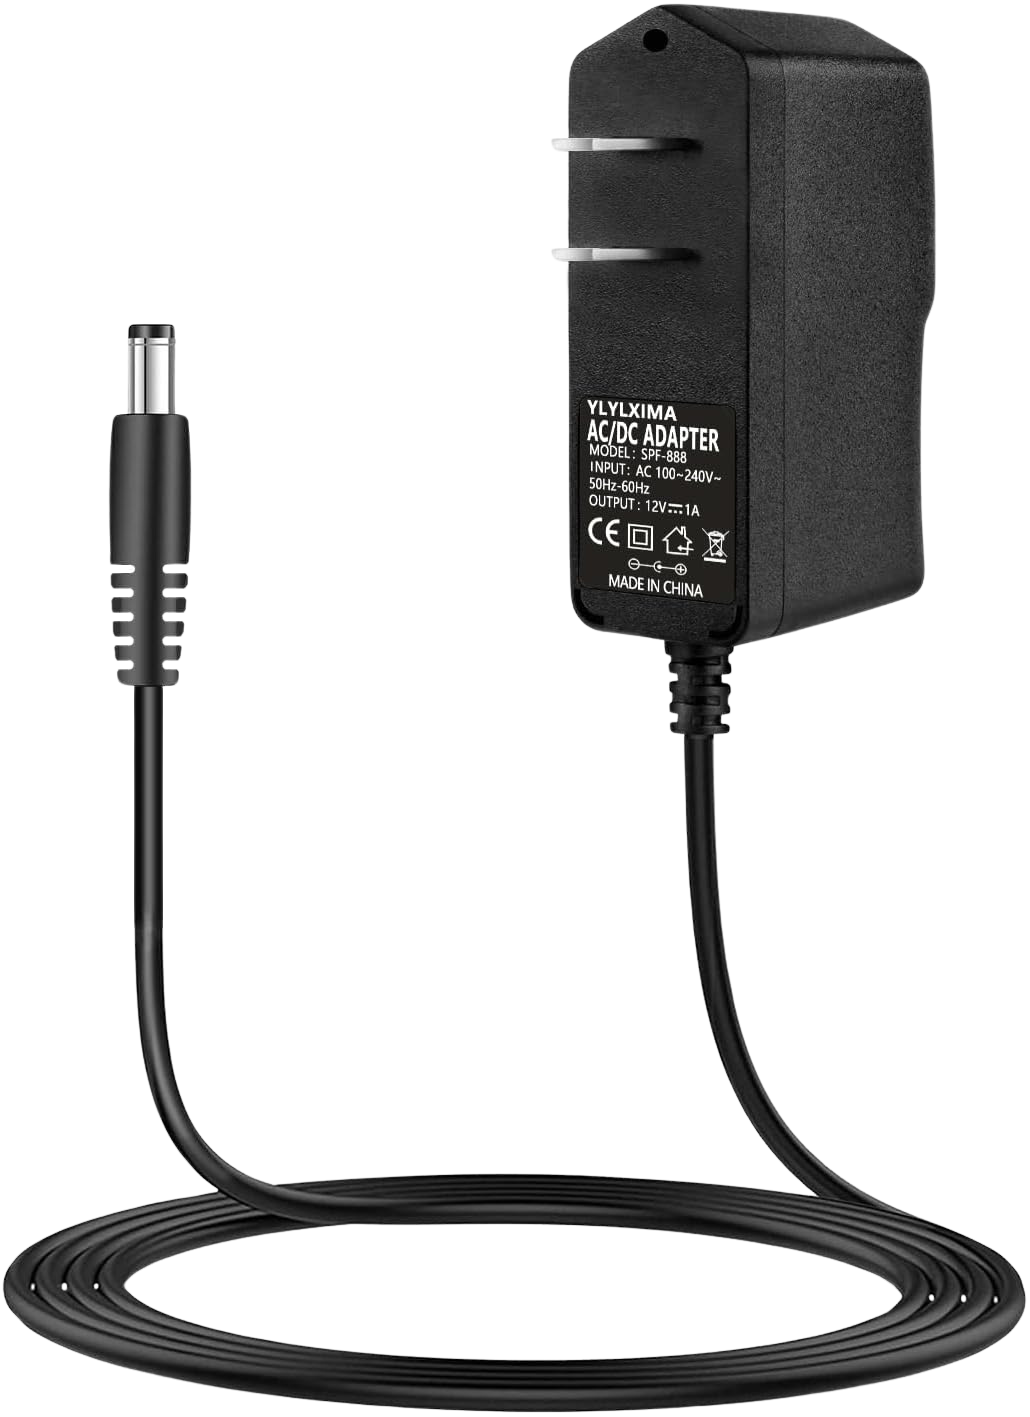 YLYLXIMA
AC/DC ADAPTER
MODEL: SPF-888
INPUT: AC 100~240V~
50Hz-60Hz
OUTPUT: 12V⎓1A
CE
MADE IN CHINA